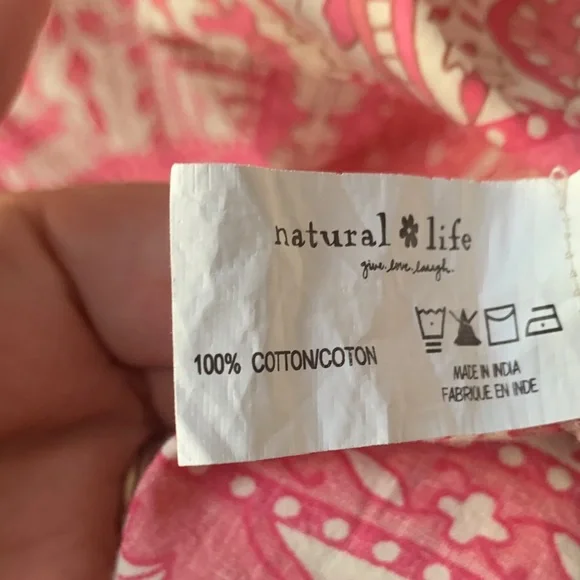 natural life
give. love. laugh.
100% COTTON/COTON
MADE IN INDIA
FABRIQUE EN INDE